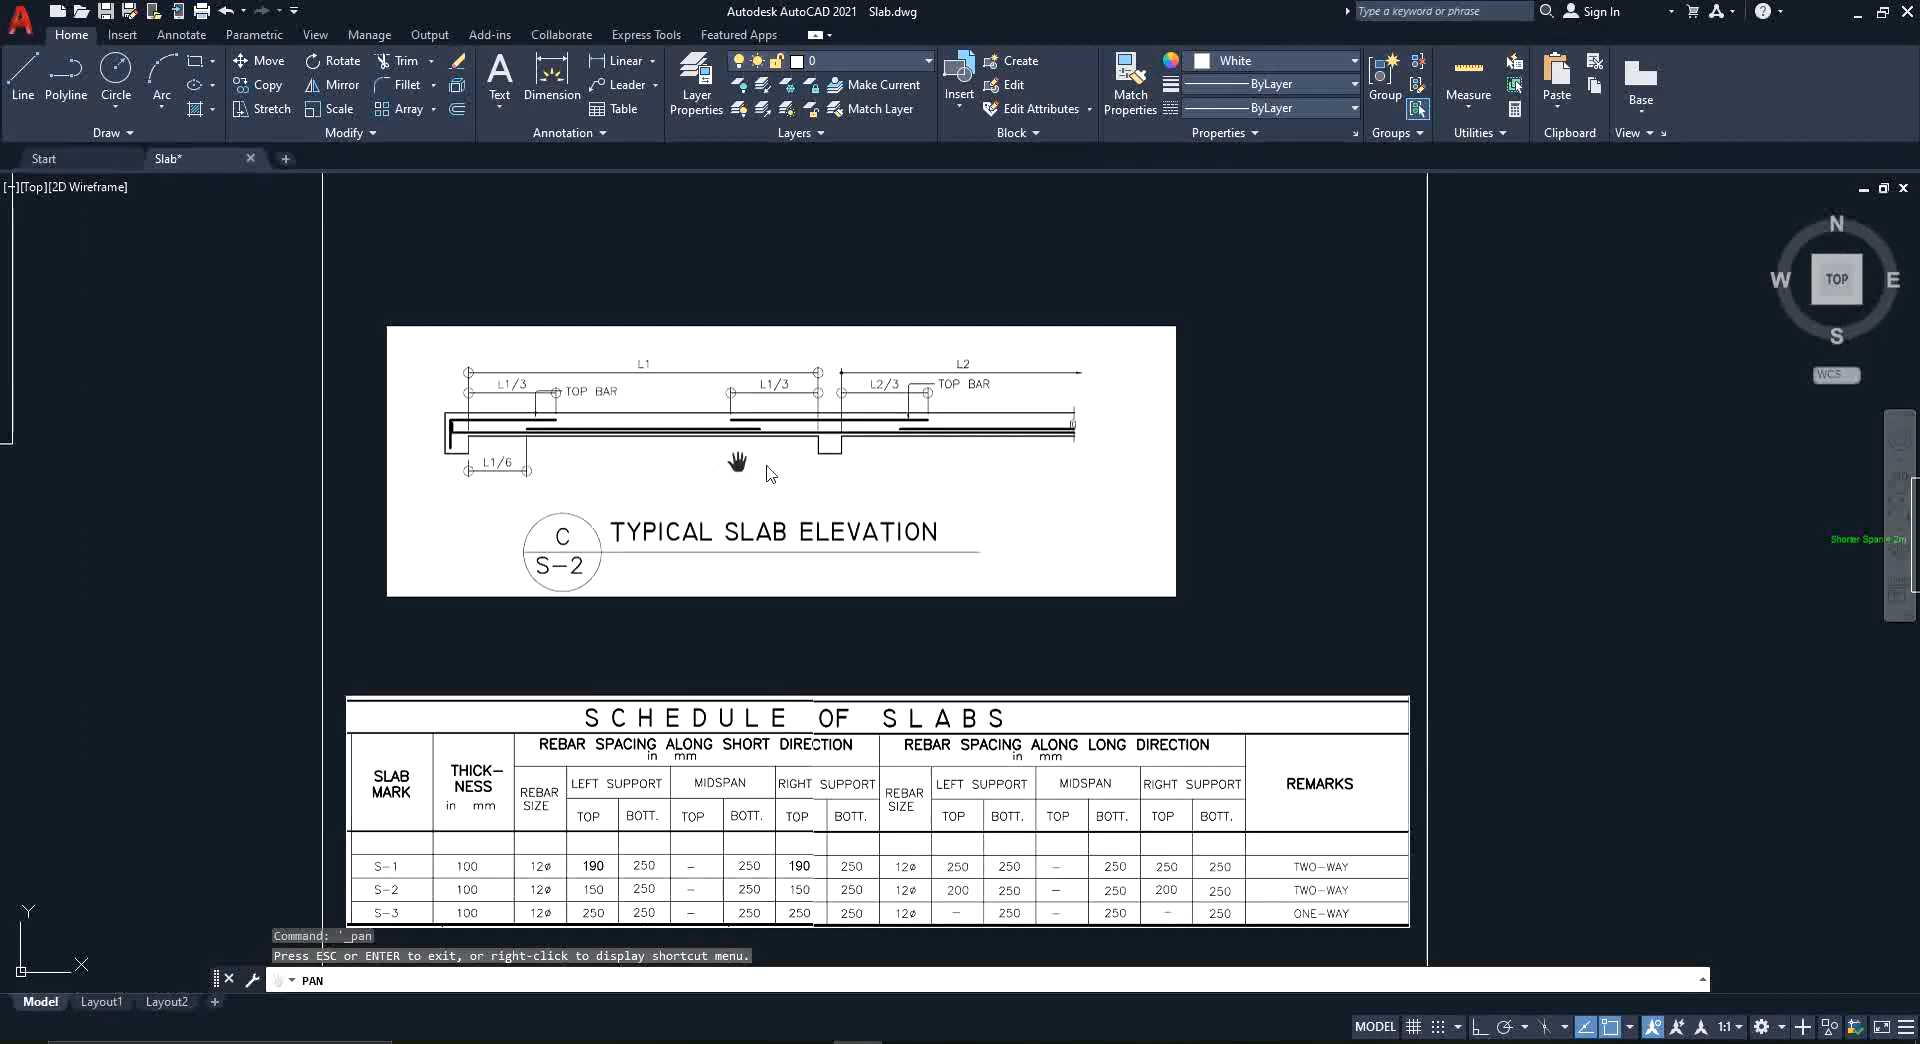 Autodesk AutoCAD 2021 Slab.dwg
Type a keyword or phrase
Sign In
Home Insert Annotate Parametric View Manage Output Add-ins Collaborate Express Tools Featured Apps
Line Polyline Circle Arc
Move Rotate Trim
Copy Mirror Fillet
Stretch Scale Array
Text Dimension
Linear
Leader
Table
Layer Properties
0
Make Current
Match Layer
Insert
Create
Edit
Edit Attributes
Match Properties
White
ByLayer
ByLayer
Group
Measure
Paste
Base
Draw Modify Annotation Layers Block Properties Groups Utilities Clipboard View
Start Slab*
[−][Top][2D Wireframe]
N
W TOP E
S
WCS
L1 L2
L1/3 TOP BAR L1/3 L2/3 TOP BAR
L1/6
C
S-2
TYPICAL SLAB ELEVATION
Shorter Span = 2m
SCHEDULE OF SLABS
SLAB MARK
THICK-NESS in mm
REBAR SPACING ALONG SHORT DIRECTION in mm
REBAR SPACING ALONG LONG DIRECTION in mm
REMARKS
REBAR SIZE LEFT SUPPORT MIDSPAN RIGHT SUPPORT REBAR SIZE LEFT SUPPORT MIDSPAN RIGHT SUPPORT
TOP BOTT. TOP BOTT. TOP BOTT. TOP BOTT. TOP BOTT. TOP BOTT.
S-1 100 12ø 190 250 – 250 190 250 12ø 250 250 – 250 250 250 TWO-WAY
S-2 100 12ø 150 250 – 250 150 250 12ø 200 250 – 250 200 250 TWO-WAY
S-3 100 12ø 250 250 – 250 250 250 12ø – 250 – 250 – 250 ONE-WAY
Command: '_pan
Press ESC or ENTER to exit, or right-click to display shortcut menu.
PAN
Y
X
Model Layout1 Layout2
MODEL
1:1